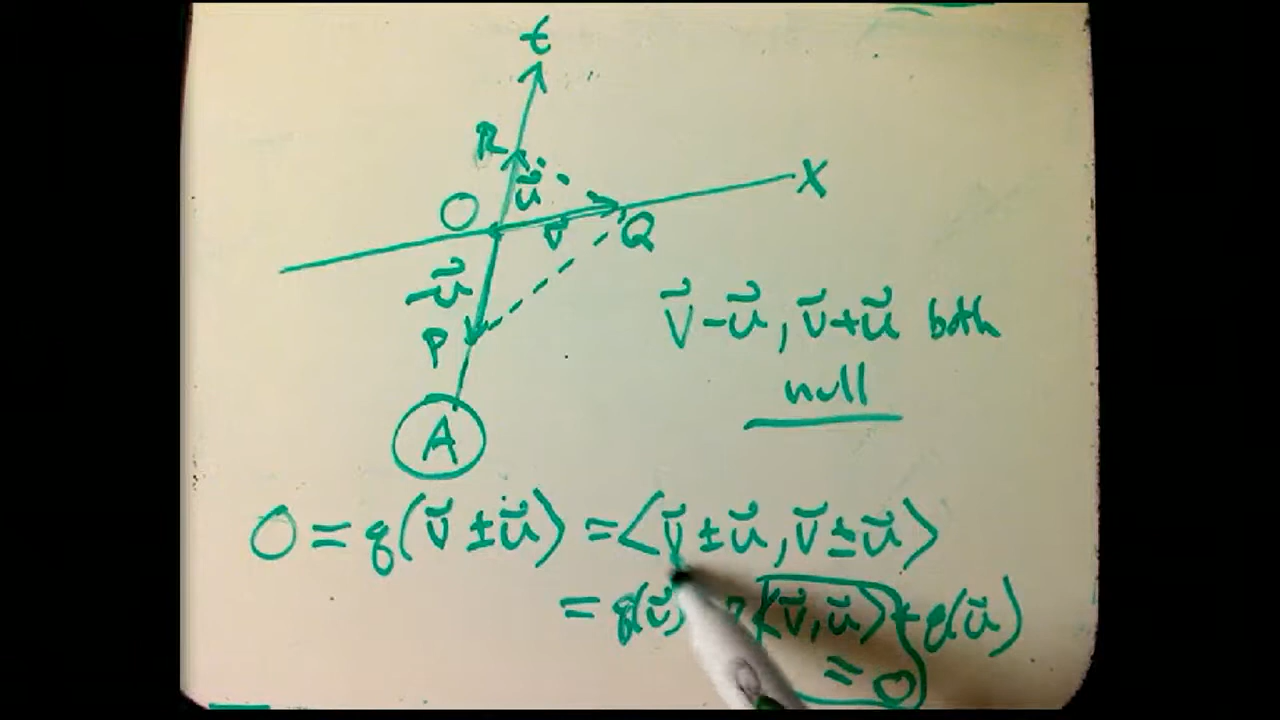 t
R
u⃗
O
X
v⃗
Q
-u⃗
P
v⃗-u⃗, v⃗+u⃗ both
null
A
0 = q(v⃗ ± u⃗) = ⟨v⃗ ± u⃗, v⃗ ± u⃗⟩
= q(v⃗) ⟨v⃗, u⃗⟩ + q(u⃗)
= 0